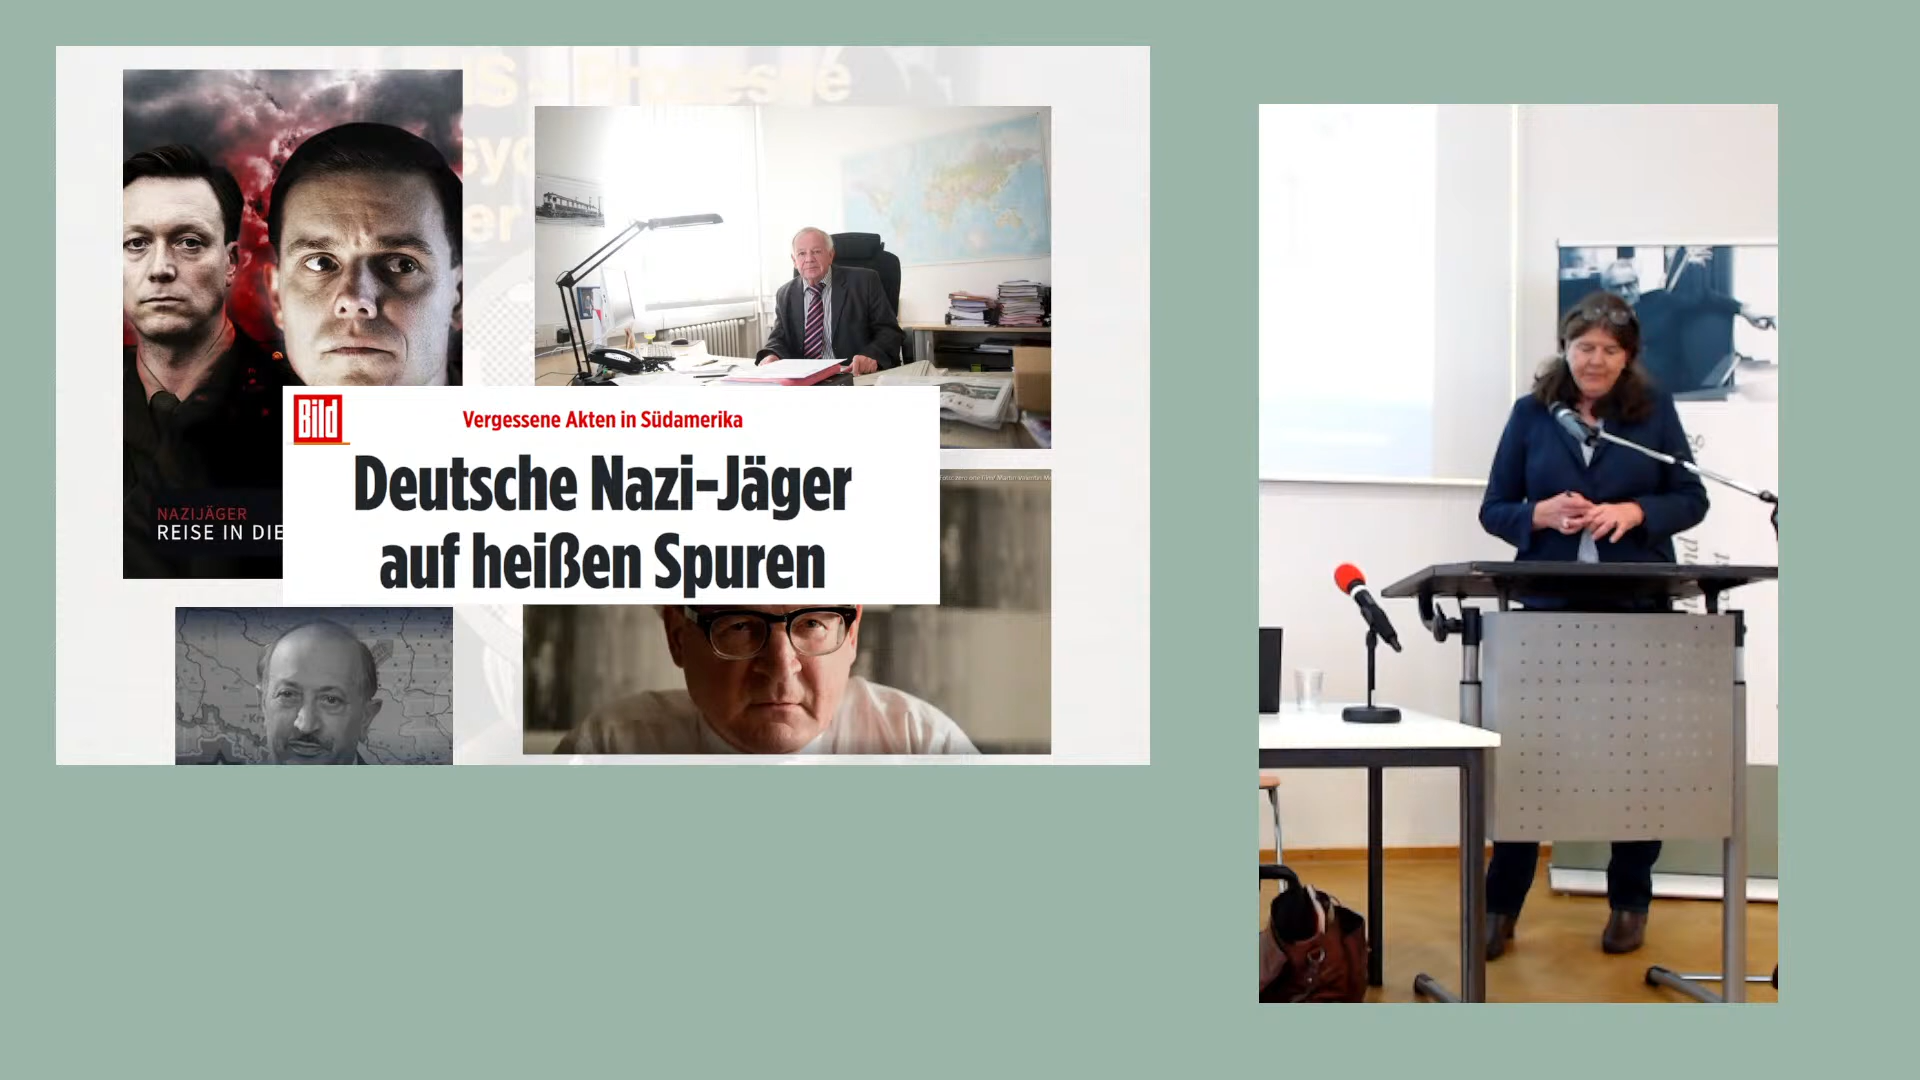 NAZIJÄGER
REISE IN DIE
Bild
Vergessene Akten in Südamerika
Deutsche Nazi-Jäger
auf heißen Spuren